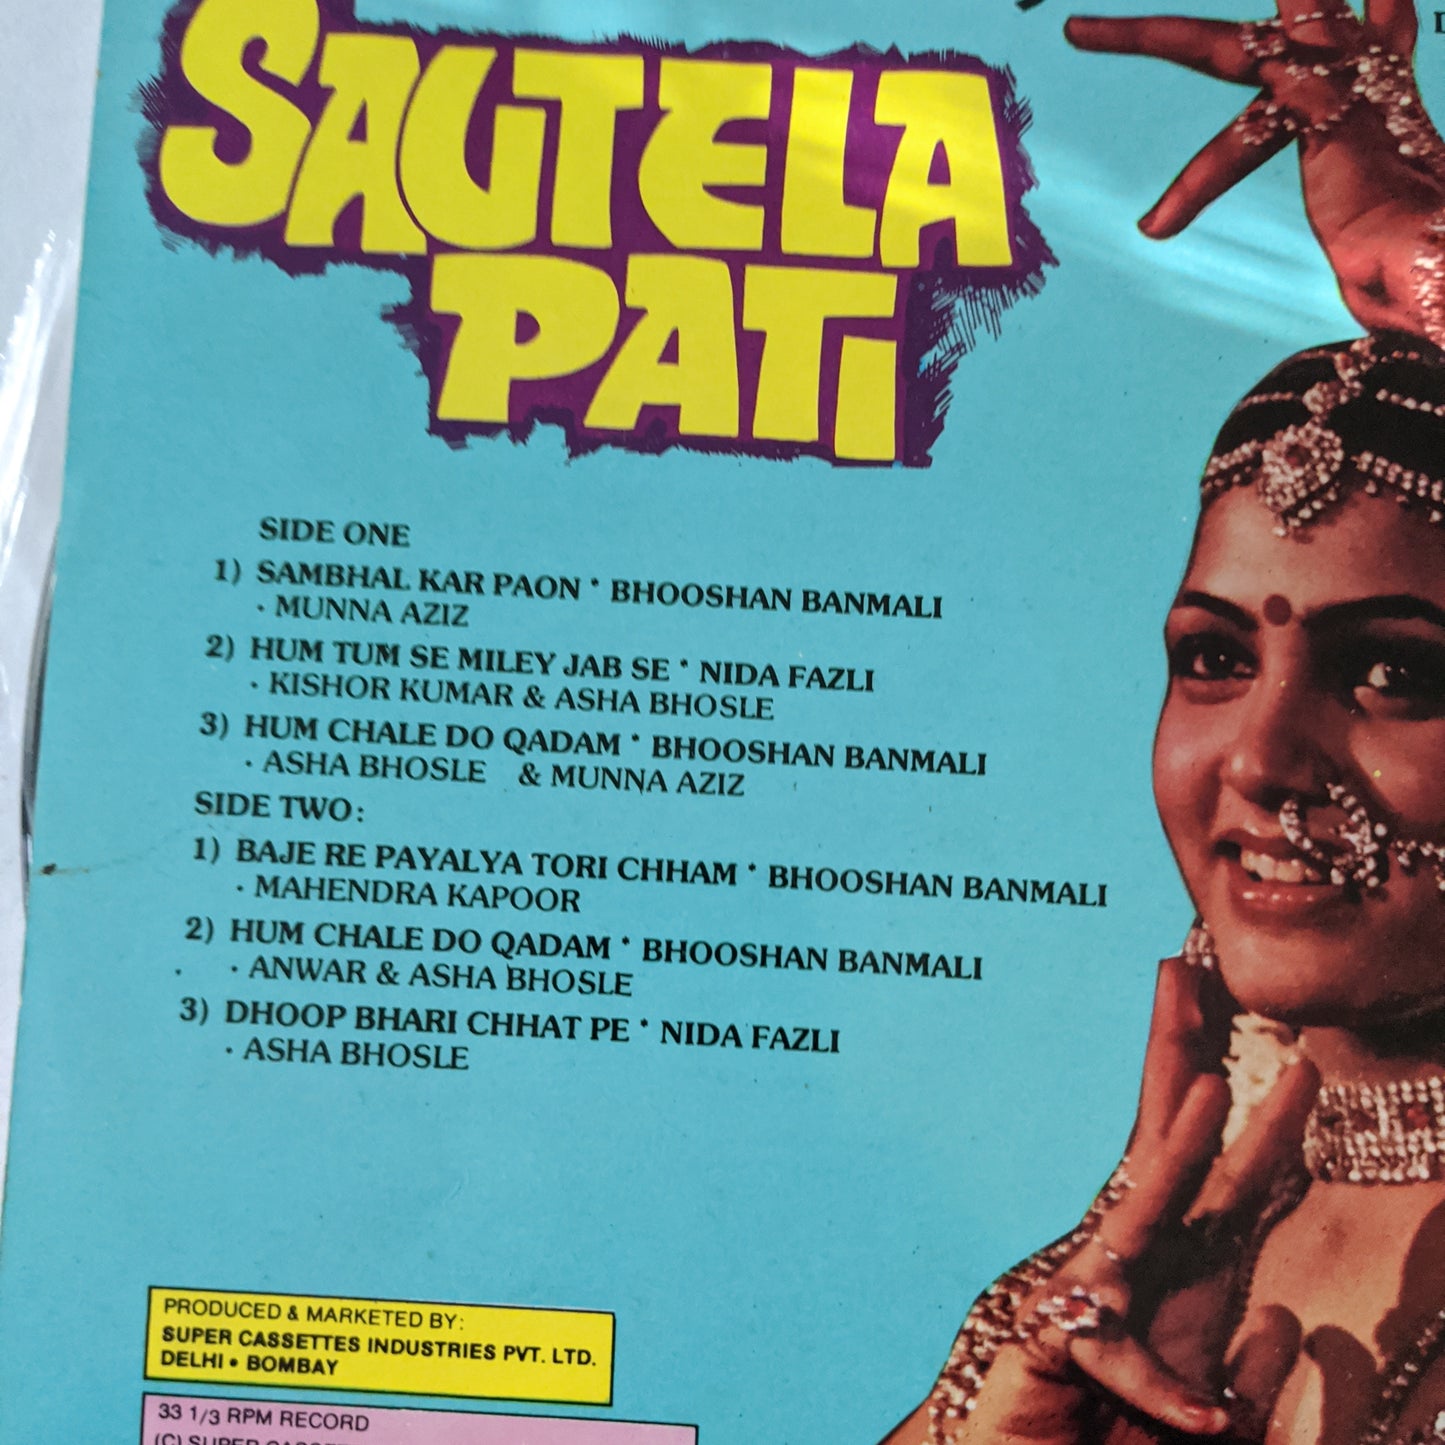 SAUTELA
PATI
SIDE ONE
1) SAMBHAL KAR PAON * BHOOSHAN BANMALI
· MUNNA AZIZ
2) HUM TUM SE MILEY JAB SE * NIDA FAZLI
· KISHOR KUMAR & ASHA BHOSLE
3) HUM CHALE DO QADAM * BHOOSHAN BANMALI
· ASHA BHOSLE & MUNNA AZIZ
SIDE TWO:
1) BAJE RE PAYALYA TORI CHHAM * BHOOSHAN BANMALI
· MAHENDRA KAPOOR
2) HUM CHALE DO QADAM * BHOOSHAN BANMALI
· ANWAR & ASHA BHOSLE
3) DHOOP BHARI CHHAT PE * NIDA FAZLI
· ASHA BHOSLE
PRODUCED & MARKETED BY:
SUPER CASSETTES INDUSTRIES PVT. LTD.
DELHI • BOMBAY
33 1/3 RPM RECORD
(C) SUPER